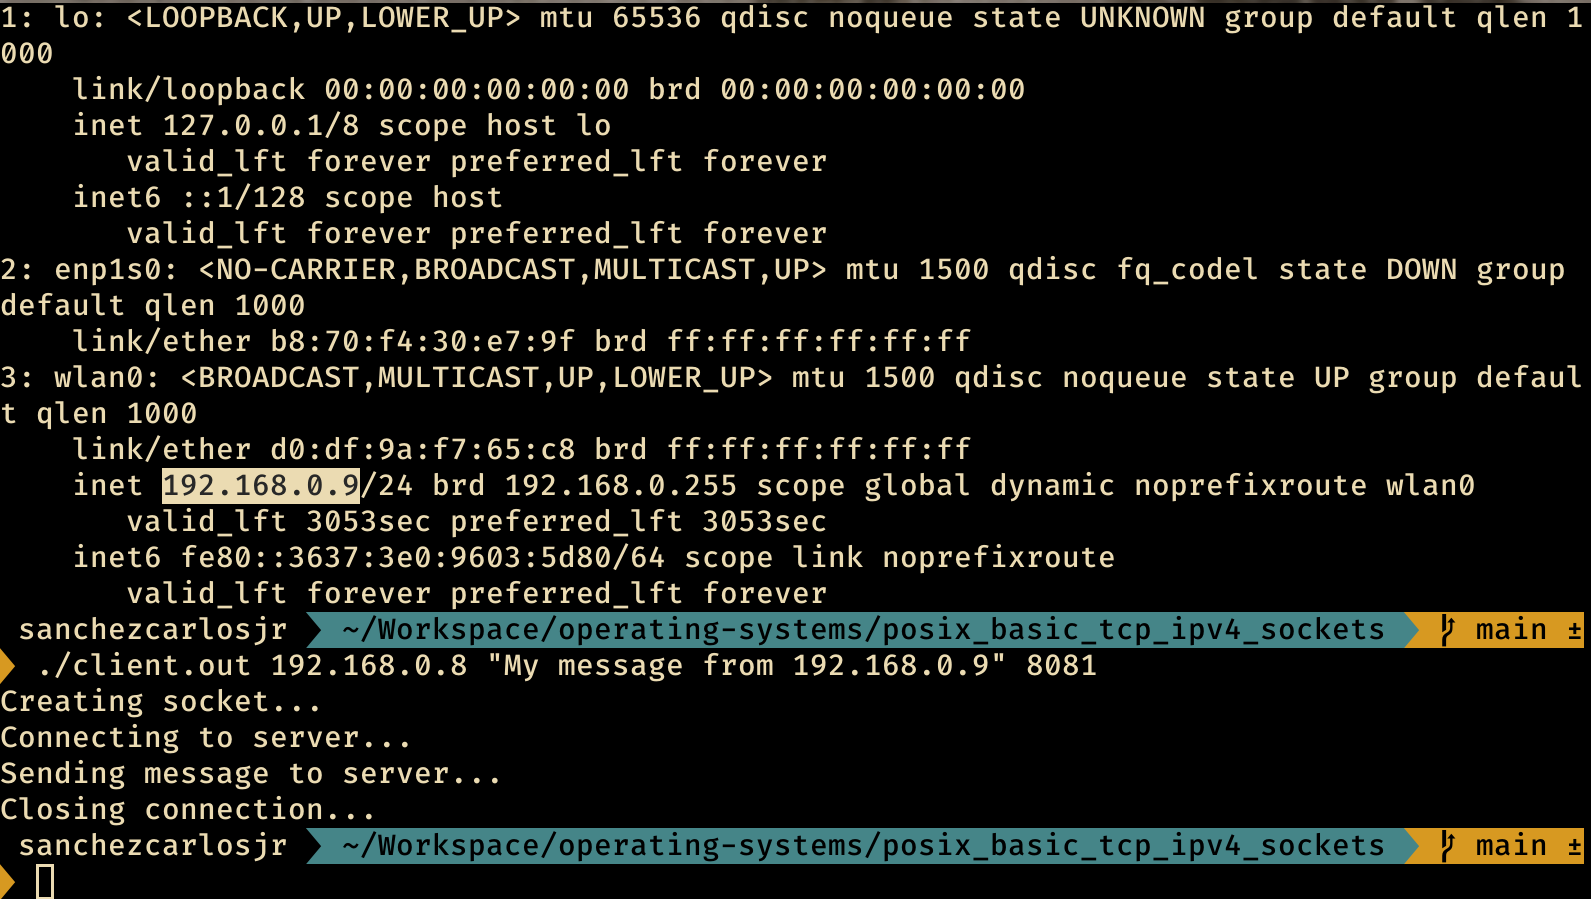 1: lo: <LOOPBACK,UP,LOWER_UP> mtu 65536 qdisc noqueue state UNKNOWN group default qlen 1
000
    link/loopback 00:00:00:00:00:00 brd 00:00:00:00:00:00
    inet 127.0.0.1/8 scope host lo
       valid_lft forever preferred_lft forever
    inet6 ::1/128 scope host
       valid_lft forever preferred_lft forever
2: enp1s0: <NO-CARRIER,BROADCAST,MULTICAST,UP> mtu 1500 qdisc fq_codel state DOWN group
default qlen 1000
    link/ether b8:70:f4:30:e7:9f brd ff:ff:ff:ff:ff:ff
3: wlan0: <BROADCAST,MULTICAST,UP,LOWER_UP> mtu 1500 qdisc noqueue state UP group defaul
t qlen 1000
    link/ether d0:df:9a:f7:65:c8 brd ff:ff:ff:ff:ff:ff
    inet 192.168.0.9/24 brd 192.168.0.255 scope global dynamic noprefixroute wlan0
       valid_lft 3053sec preferred_lft 3053sec
    inet6 fe80::3637:3e0:9603:5d80/64 scope link noprefixroute
       valid_lft forever preferred_lft forever
 sanchezcarlosjr  ~/Workspace/operating-systems/posix_basic_tcp_ipv4_sockets  main ±
  ./client.out 192.168.0.8 "My message from 192.168.0.9" 8081
Creating socket...
Connecting to server...
Sending message to server...
Closing connection...
 sanchezcarlosjr  ~/Workspace/operating-systems/posix_basic_tcp_ipv4_sockets  main ±